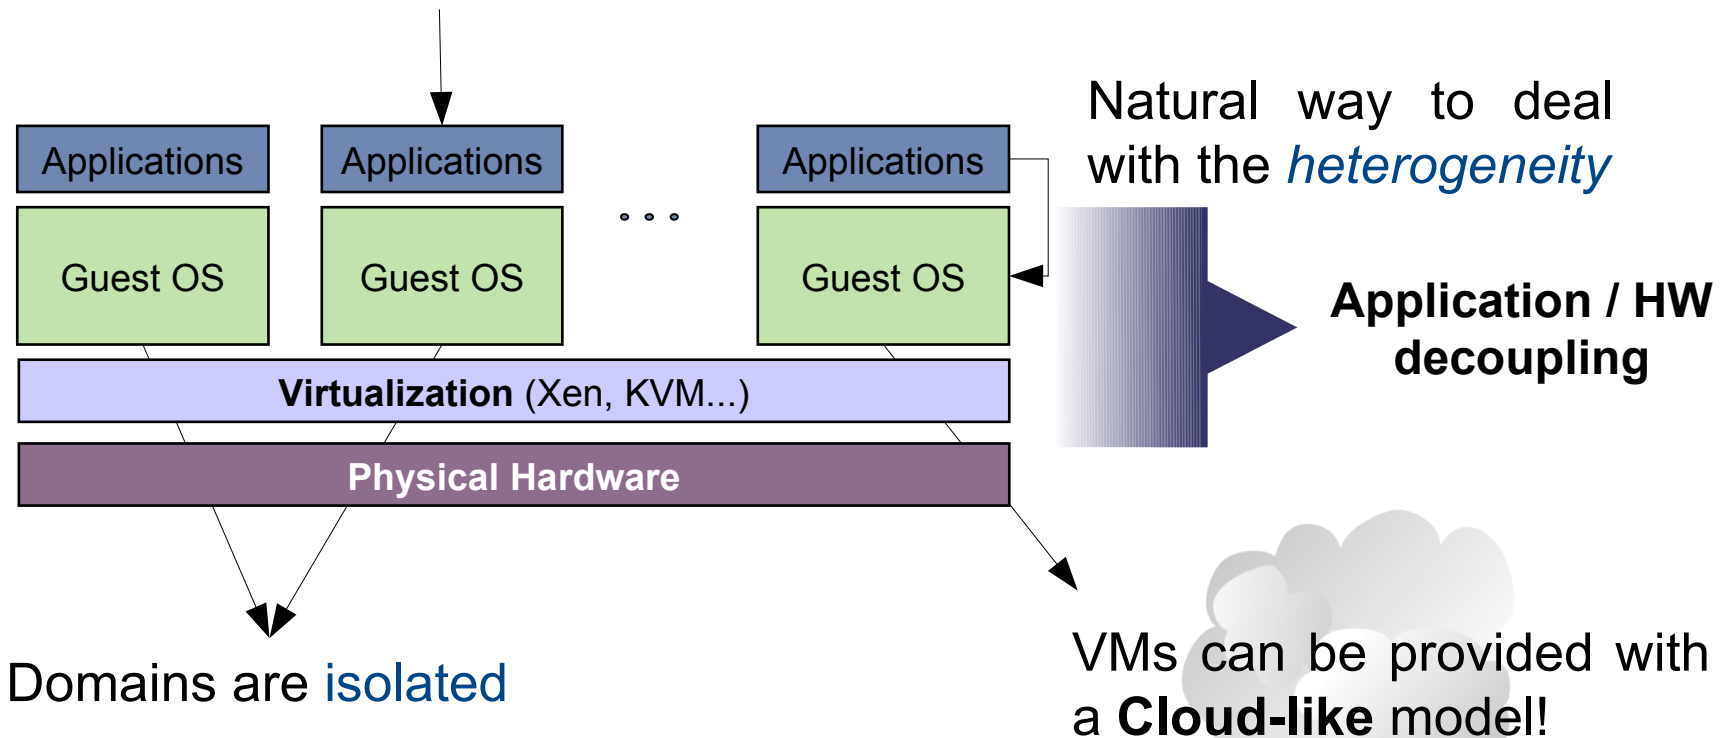 Natural way to deal
with the heterogeneity
Applications
Applications
Applications
Guest OS
Guest OS
Guest OS
Application / HW
decoupling
Virtualization (Xen, KVM...)
Physical Hardware
Domains are isolated
VMs can be provided with
a Cloud-like model!